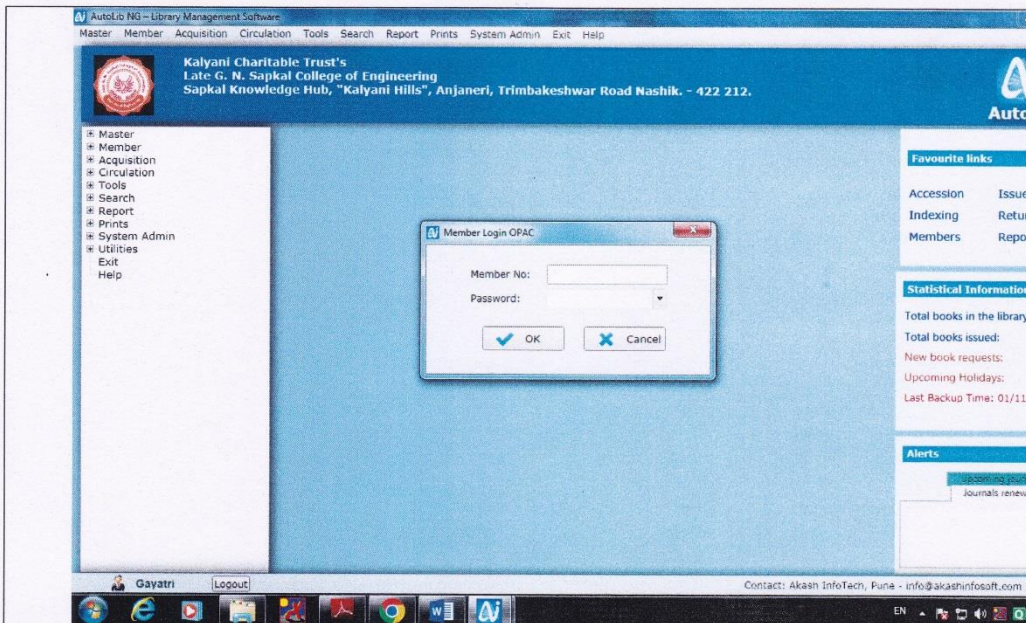 AutoLib NG – Library Management Software
Master Member Acquisition Circulation Tools Search Report Prints System Admin Exit Help
Kalyani Charitable Trust's
Late G. N. Sapkal College of Engineering
Sapkal Knowledge Hub, "Kalyani Hills", Anjaneri, Trimbakeshwar Road Nashik. - 422 212.
Auto
Master
Member
Acquisition
Circulation
Tools
Search
Report
Prints
System Admin
Utilities
Exit
Help
Member Login OPAC
Member No:
Password:
OK Cancel
Favourite links
Accession Issue
Indexing Retu
Members Repo
Statistical Information
Total books in the library
Total books issued:
New book requests:
Upcoming Holidays:
Last Backup Time: 01/11
Alerts
Upcoming jour
Journals renew
Gayatri Logout
Contact: Akash InfoTech, Pune - info@akashinfosoft.com
EN